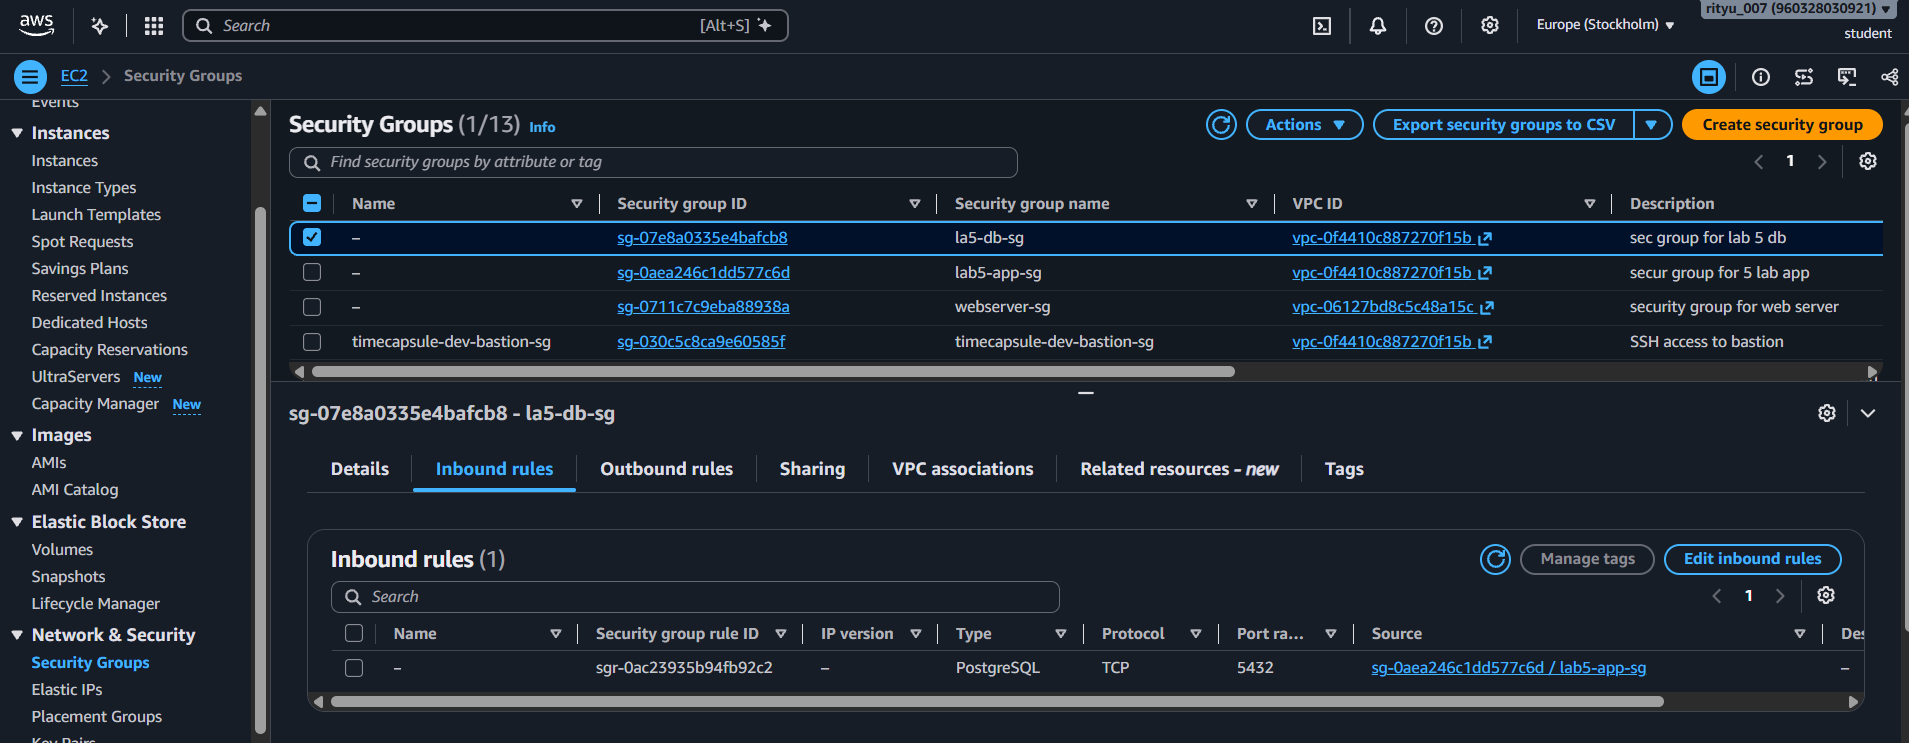 aws
Search [Alt+S]
Europe (Stockholm)
rityu_007 (960328030921)
student
EC2 Security Groups
Events
Instances
Instances
Instance Types
Launch Templates
Spot Requests
Savings Plans
Reserved Instances
Dedicated Hosts
Capacity Reservations
UltraServers New
Capacity Manager New
Images
AMIs
AMI Catalog
Elastic Block Store
Volumes
Snapshots
Lifecycle Manager
Network & Security
Security Groups
Elastic IPs
Placement Groups
Key Pairs
Security Groups (1/13) Info
Actions Export security groups to CSV Create security group
Find security groups by attribute or tag
1
Name Security group ID Security group name VPC ID Description
– sg-07e8a0335e4bafcb8 la5-db-sg vpc-0f4410c887270f15b sec group for lab 5 db
– sg-0aea246c1dd577c6d lab5-app-sg vpc-0f4410c887270f15b secur group for 5 lab app
– sg-0711c7c9eba88938a webserver-sg vpc-06127bd8c5c48a15c security group for web server
timecapsule-dev-bastion-sg sg-030c5c8ca9e60585f timecapsule-dev-bastion-sg vpc-0f4410c887270f15b SSH access to bastion
sg-07e8a0335e4bafcb8 - la5-db-sg
Details Inbound rules Outbound rules Sharing VPC associations Related resources - new Tags
Inbound rules (1)
Manage tags Edit inbound rules
Search
1
Name Security group rule ID IP version Type Protocol Port ra... Source Des
– sgr-0ac23935b94fb92c2 – PostgreSQL TCP 5432 sg-0aea246c1dd577c6d / lab5-app-sg –